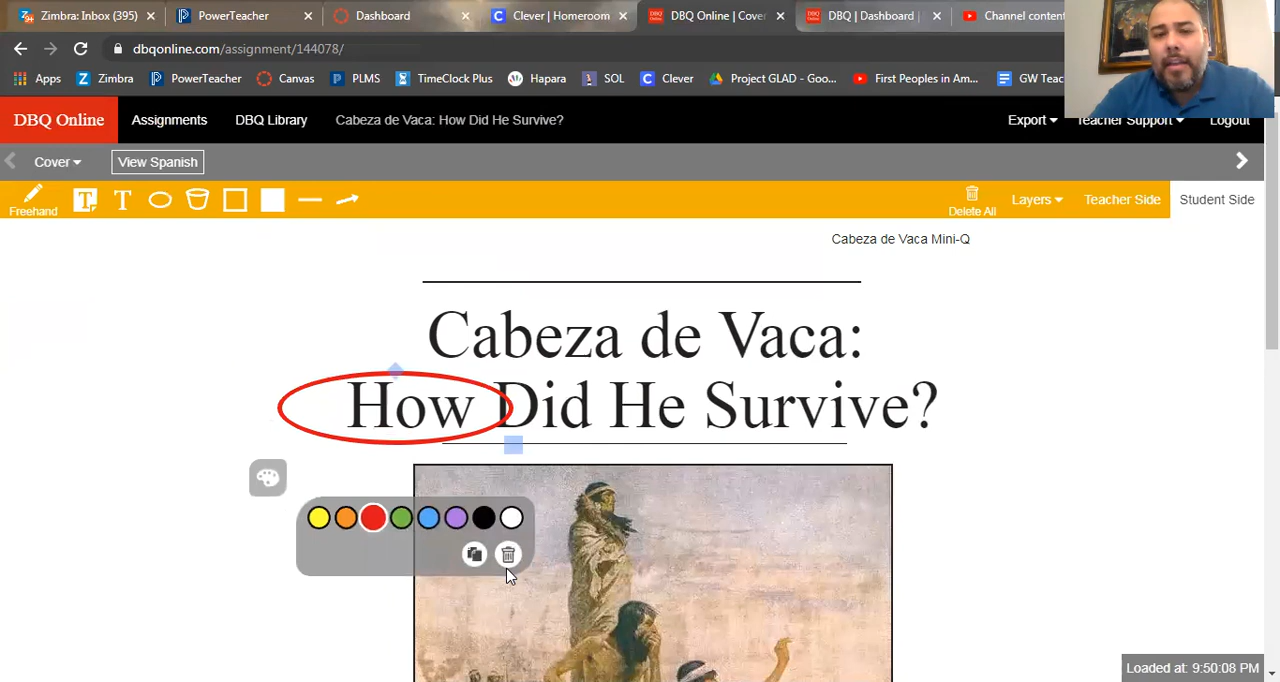 Zimbra: Inbox (395)
PowerTeacher
Dashboard
Clever | Homeroom
DBQ Online | Cove
DBQ | Dashboard
Channel content
dbqonline.com/assignment/144078/
Apps
Zimbra
PowerTeacher
Canvas
PLMS
TimeClock Plus
Hapara
SOL
Clever
Project GLAD - Goo...
First Peoples in Am...
GW Teac
DBQ Online
Assignments
DBQ Library
Cabeza de Vaca: How Did He Survive?
Export
Teacher Support
Logout
Cover
View Spanish
Freehand
T
T
Delete All
Layers
Teacher Side
Student Side
Cabeza de Vaca Mini-Q
Cabeza de Vaca:
How Did He Survive?
Loaded at: 9:50:08 PM